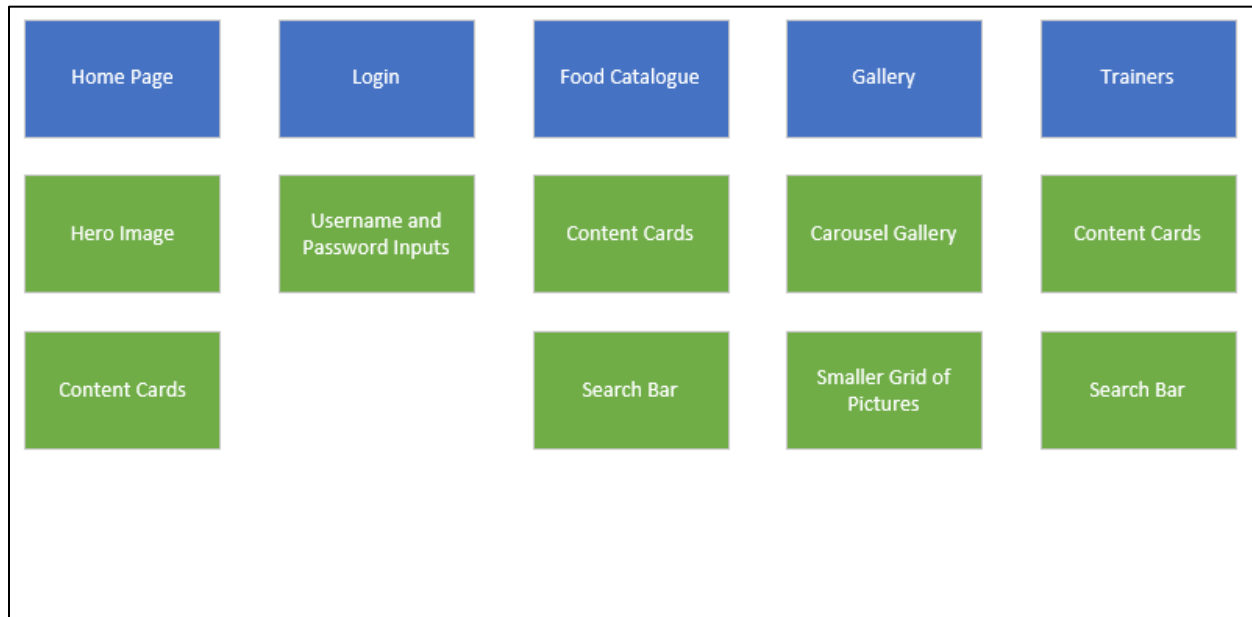 Home Page
Login
Food Catalogue
Gallery
Trainers
Hero Image
Username and
Password Inputs
Content Cards
Carousel Gallery
Content Cards
Content Cards
Search Bar
Smaller Grid of
Pictures
Search Bar